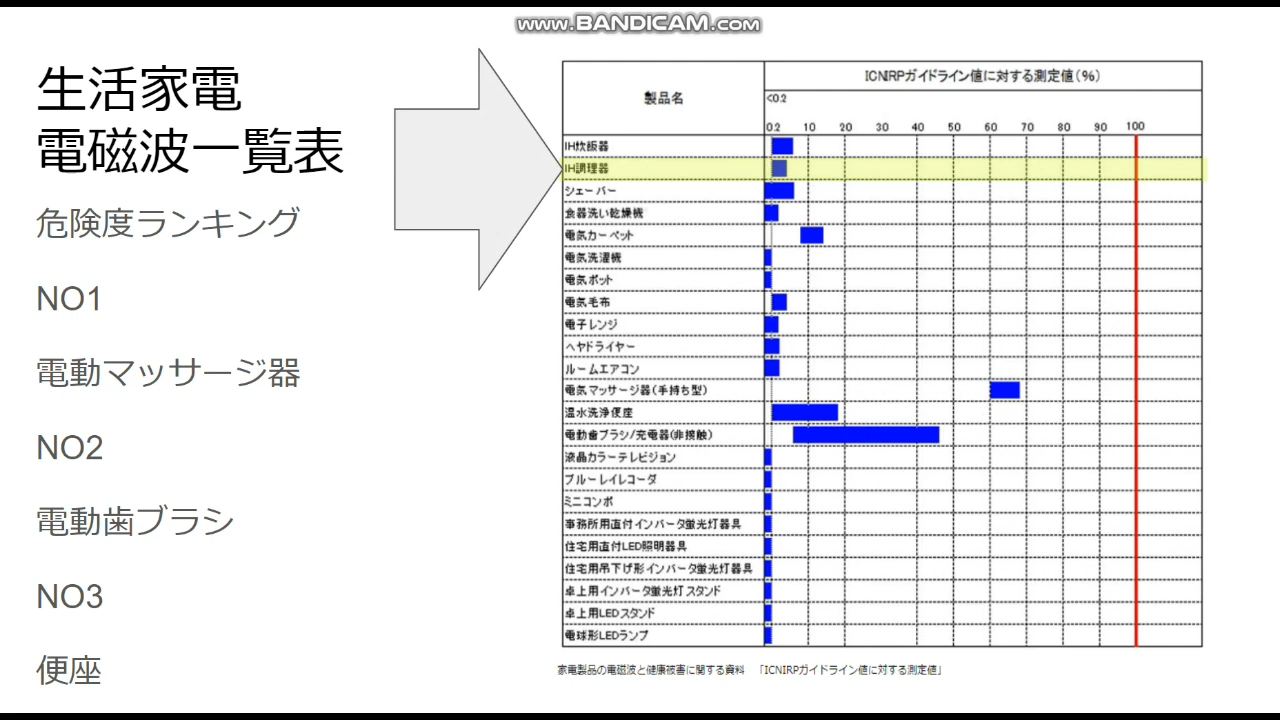 www.BANDICAM.com
生活家電
電磁波一覧表
危険度ランキング
NO1
電動マッサージ器
NO2
電動歯ブラシ
NO3
便座
製品名
ICNIRPガイドライン値に対する測定値(%)
<0.2
0.2 10 20 30 40 50 60 70 80 90 100
IH炊飯器
IH調理器
シェーバー
食器洗い乾燥機
電気カーペット
電気洗濯機
電気ポット
電気毛布
電子レンジ
ヘヤドライヤー
ルームエアコン
電気マッサージ器(手持ち型)
温水洗浄便座
電動歯ブラシ/充電器(非接触)
液晶カラーテレビジョン
ブルーレイレコーダ
ミニコンポ
事務所用直付インバータ蛍光灯器具
住宅用直付LED照明器具
住宅用吊下げ形インバータ蛍光灯器具
卓上用インバータ蛍光灯スタンド
卓上用LEDスタンド
電球形LEDランプ
家電製品の電磁波と健康被害に関する資料 「ICNIRPガイドライン値に対する測定値」